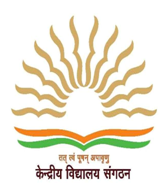 तत् त्वं पूषन् अपावृणु
केन्द्रीय विद्यालय संगठन